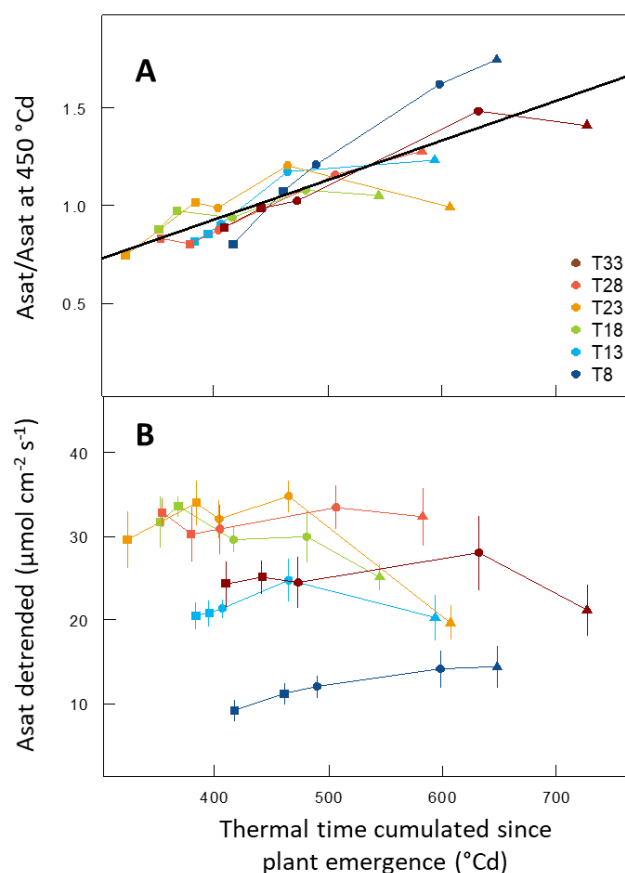 A
Asat/Asat at 450 °Cd
1.5
1.0
0.5
T33
T28
T23
T18
T13
T8
B
Asat detrended (µmol cm⁻² s⁻¹)
40
30
20
10
400 500 600 700
Thermal time cumulated since
plant emergence (°Cd)